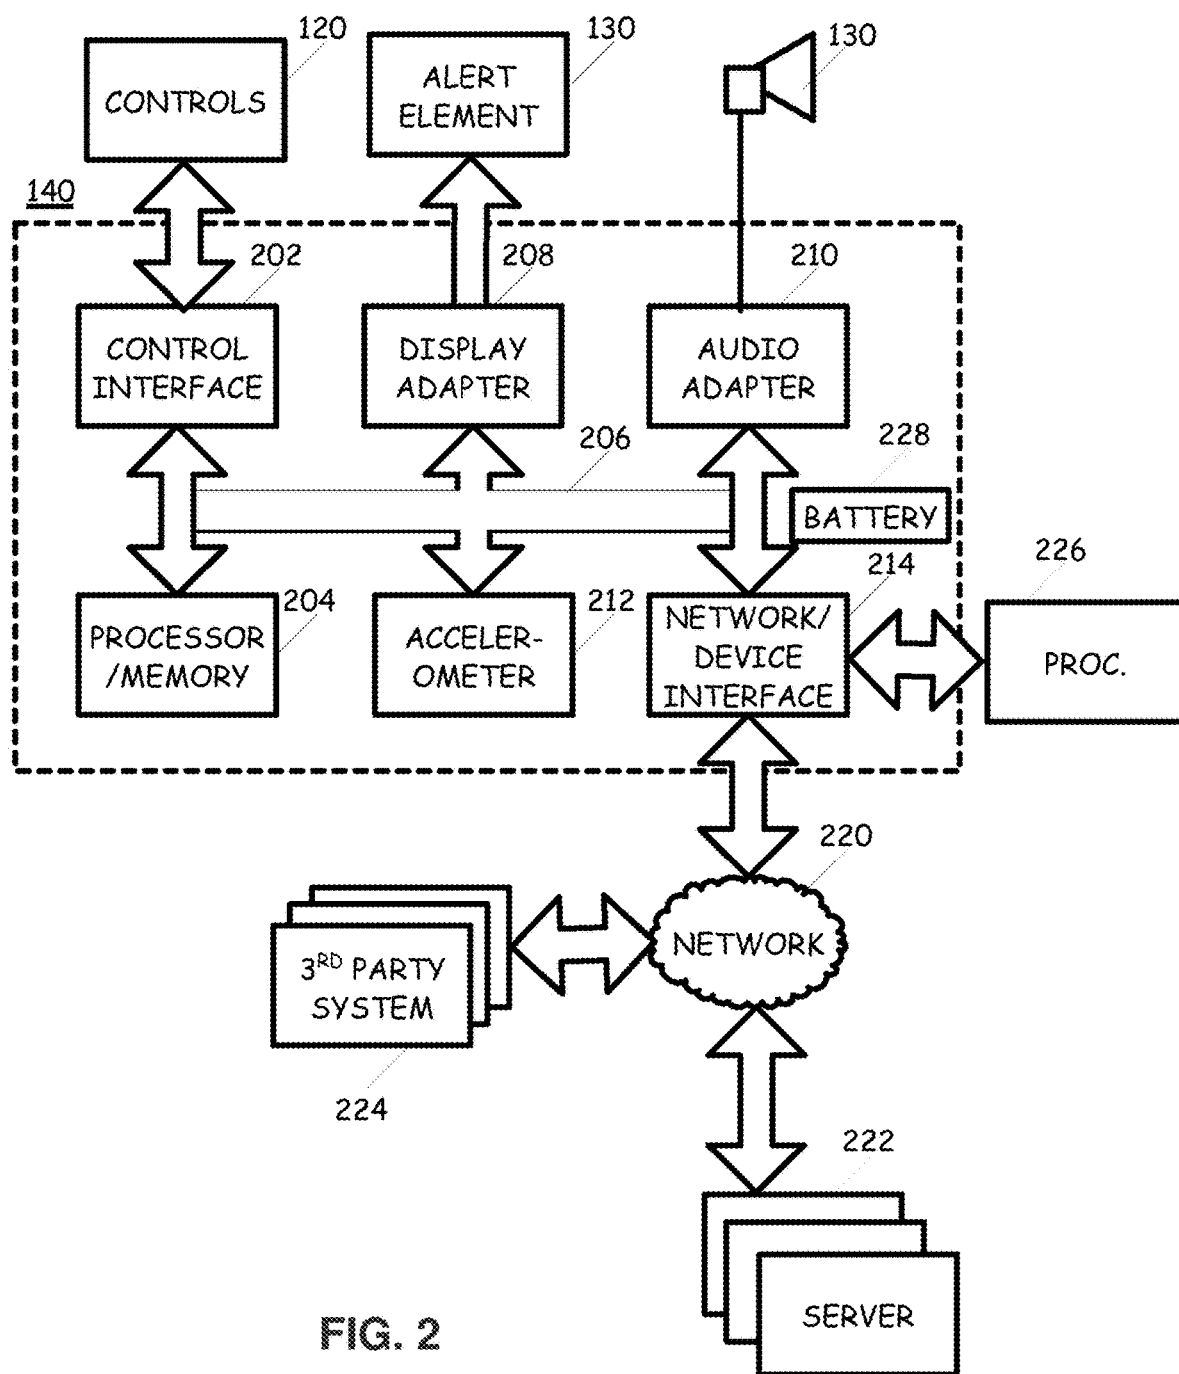 120
130
130
CONTROLS
ALERT
ELEMENT
140
202
208
210
CONTROL
INTERFACE
DISPLAY
ADAPTER
AUDIO
ADAPTER
206
228
BATTERY
204
212
214
226
PROCESSOR
/MEMORY
ACCELER-
OMETER
NETWORK/
DEVICE
INTERFACE
PROC.
220
NETWORK
3RD PARTY
SYSTEM
224
222
SERVER
FIG. 2